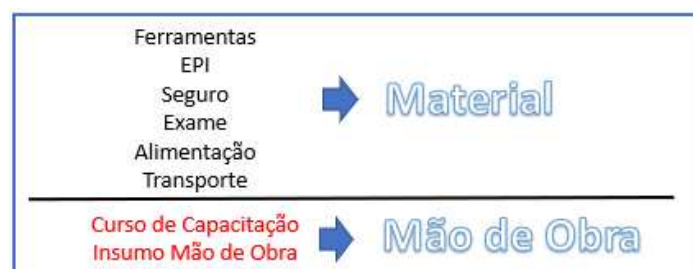 Ferramentas
EPI
Seguro
Exame
Alimentação
Transporte
Material
Curso de Capacitação
Insumo Mão de Obra
Mão de Obra